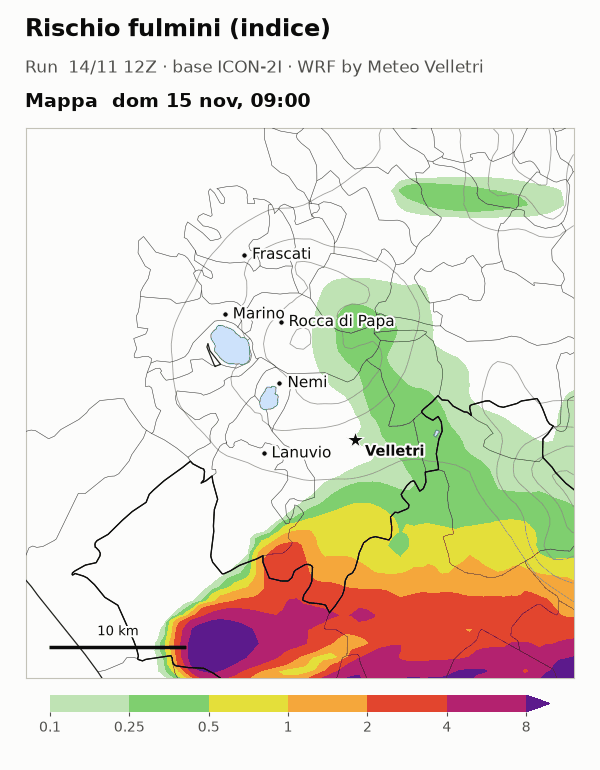 Rischio fulmini (indice)
Run  14/11 12Z · base ICON-2I · WRF by Meteo Velletri
Mappa  dom 15 nov, 09:00
Frascati
Marino
Rocca di Papa
Nemi
Velletri
Lanuvio
10 km
0.1 0.25 0.5 1 2 4 8